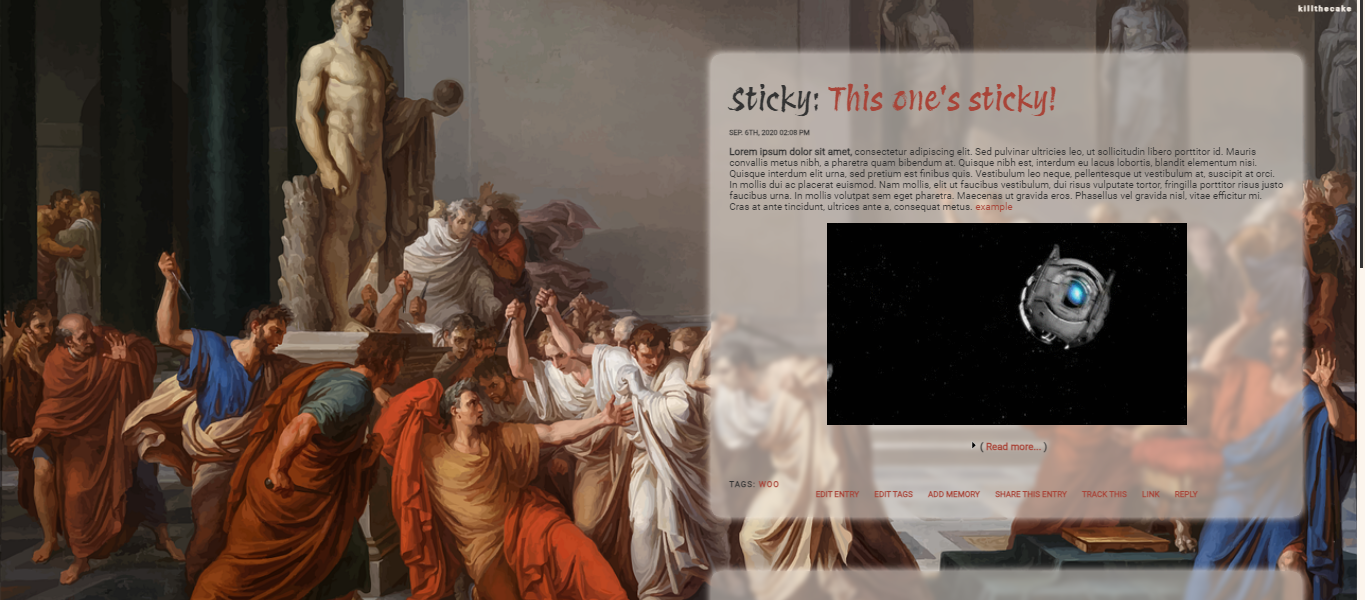 killthecake
Sticky: This one's sticky!
SEP. 6TH, 2020 02:08 PM
Lorem ipsum dolor sit amet, consectetur adipiscing elit. Sed pulvinar ultricies leo, ut sollicitudin libero porttitor id. Mauris
convallis metus nibh, a pharetra quam bibendum at. Quisque nibh est, interdum eu lacus lobortis, blandit elementum nisi.
Quisque interdum elit urna, sed pretium est finibus quis. Vestibulum leo neque, pellentesque ut vestibulum at, suscipit at orci.
In mollis dui ac placerat euismod. Nam mollis, elit ut faucibus vestibulum, dui risus vulputate tortor, fringilla porttitor risus justo
faucibus urna. In mollis volutpat sem eget pharetra. Maecenas ut gravida eros. Phasellus vel gravida nisl, vitae efficitur mi.
Cras at ante tincidunt, ultrices ante a, consequat metus. example
( Read more... )
TAGS: WOO
EDIT ENTRY EDIT TAGS ADD MEMORY SHARE THIS ENTRY TRACK THIS LINK REPLY